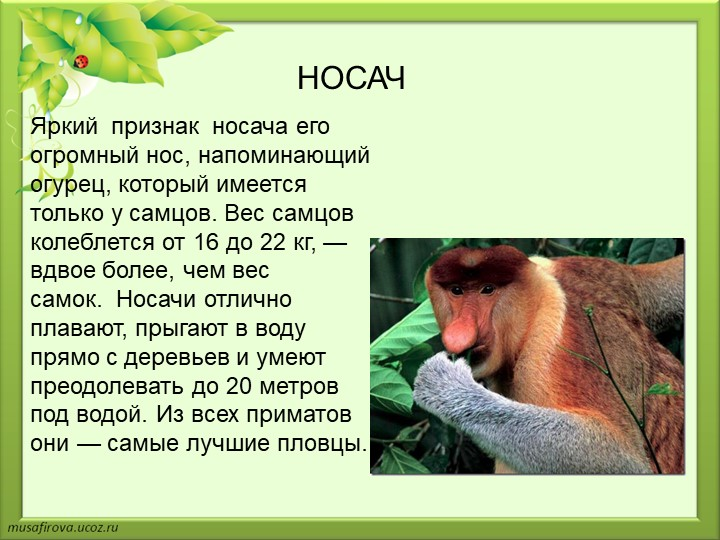 НОСАЧ
Яркий признак носача его
огромный нос, напоминающий
огурец, который имеется
только у самцов. Вес самцов
колеблется от 16 до 22 кг, —
вдвое более, чем вес
самок. Носачи отлично
плавают, прыгают в воду
прямо с деревьев и умеют
преодолевать до 20 метров
под водой. Из всех приматов
они — самые лучшие пловцы.
musafirova.ucoz.ru